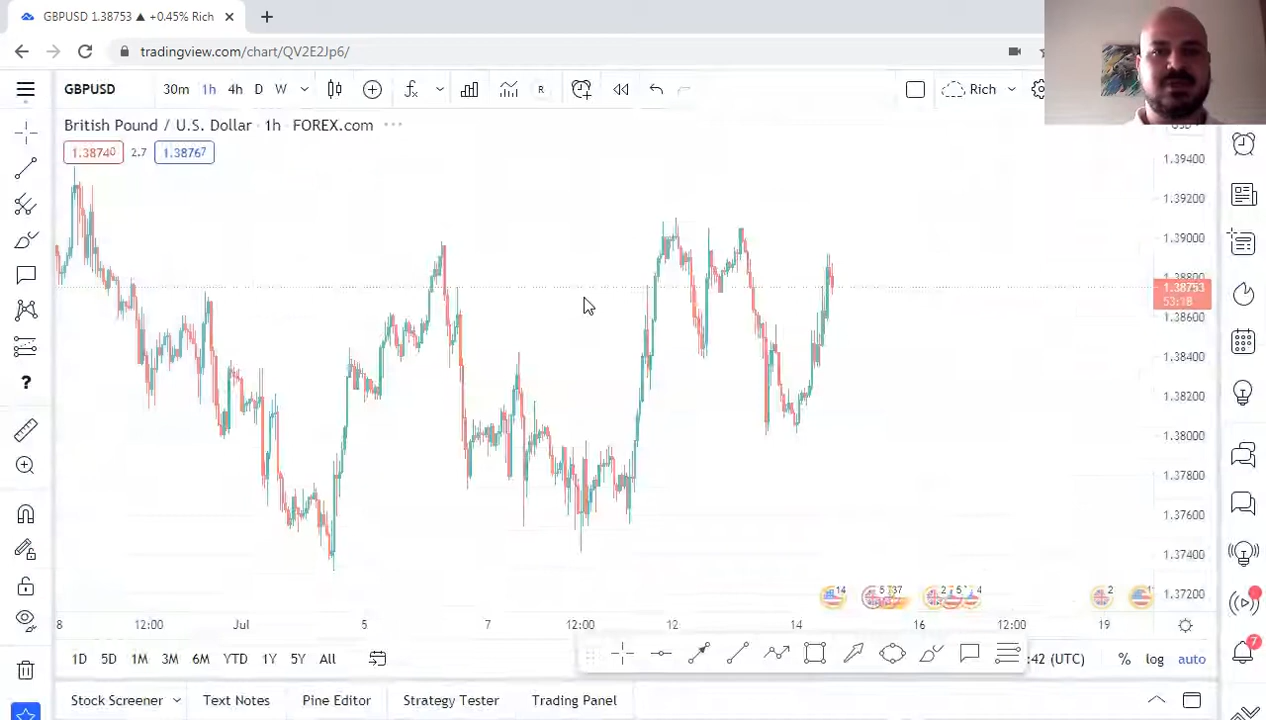 GBPUSD 1.38753 ▲ +0.45% Rich
tradingview.com/chart/QV2E2Jp6/
GBPUSD 30m 1h 4h D W R Rich
British Pound / U.S. Dollar · 1h · FOREX.com
1.38740 2.7 1.38767
1.39400
1.39200
1.39000
1.38753
53:18
1.38600
1.38400
1.38200
1.38000
1.37800
1.37600
1.37400
1.37200
8 12:00 Jul 5 7 12:00 12 14 16 12:00 19
1D 5D 1M 3M 6M YTD 1Y 5Y All :42 (UTC) % log auto
7
Stock Screener Text Notes Pine Editor Strategy Tester Trading Panel